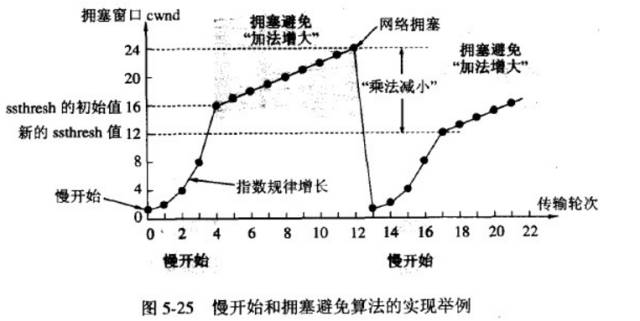 拥塞窗口 cwnd
拥塞避免
“加法增大”
网络拥塞
拥塞避免
“加法增大”
24
20
ssthresh 的初始值 16
“乘法减小”
新的 ssthresh 值 12
8
4
指数规律增长
慢开始
0
传输轮次
0 2 4 6 8 10 12 14 16 18 20 22
慢开始
慢开始
图 5-25 慢开始和拥塞避免算法的实现举例